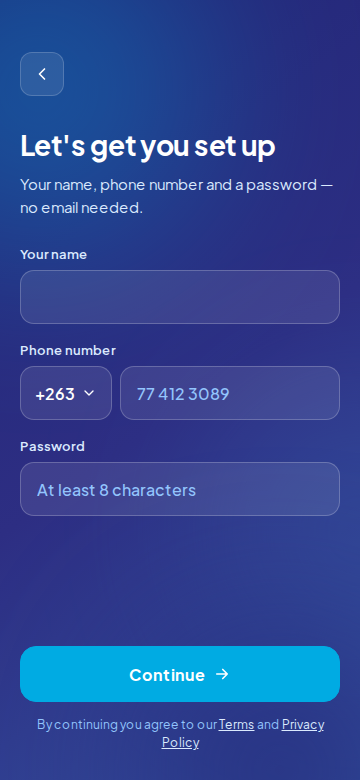 Let's get you set up
Your name, phone number and a password —
no email needed.
Your name
Phone number
+263
77 412 3089
Password
At least 8 characters
Continue →
By continuing you agree to our Terms and Privacy
Policy